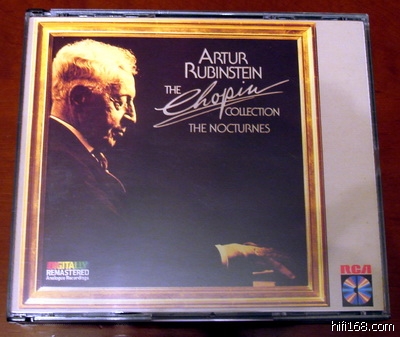 ARTUR
RUBINSTEIN
THE Chopin
COLLECTION
THE NOCTURNES
DIGITALLY
REMASTERED
Analogue Recordings
RCA
hifi168.com